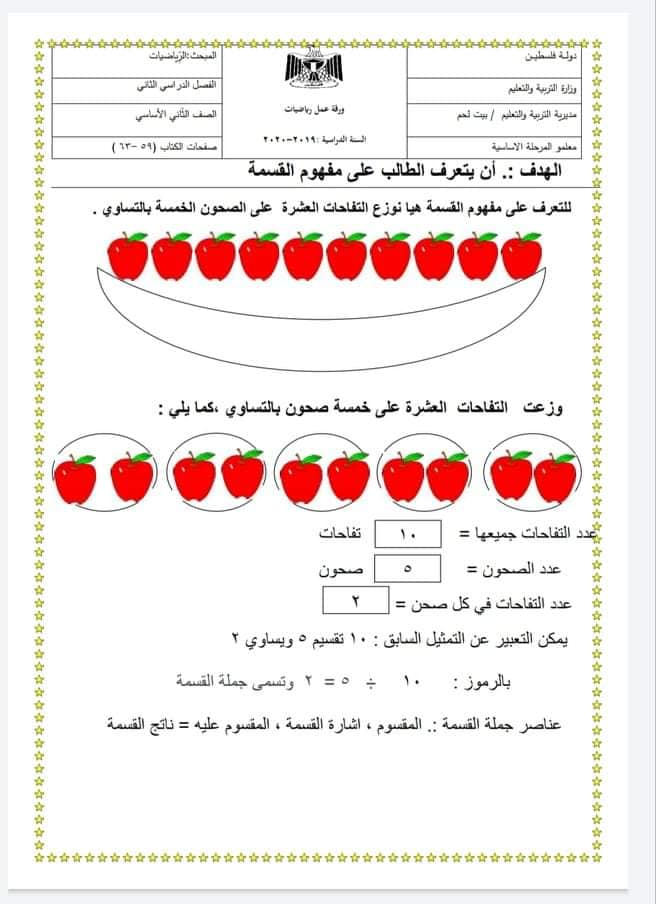 دولة فلسطين
المبحث:الرياضيات
وزارة التربية والتعليم
الفصل الدراسي الثاني
ورقة عمل رياضيات
مديرية التربية والتعليم / بيت لحم
الصف الثاني الأساسي
السنة الدراسية: ٢٠١٩-٢٠٢٠
معلمو المرحلة الاساسية
صفحات الكتاب (٥٩ -٦٣ )
الهدف :. أن يتعرف الطالب على مفهوم القسمة
للتعرف على مفهوم القسمة هيا نوزع التفاحات العشرة على الصحون الخمسة بالتساوي .
وزعت التفاحات العشرة على خمسة صحون بالتساوي ،كما يلي :
عدد التفاحات جميعها = ١٠ تفاحات
عدد الصحون = ٥ صحون
عدد التفاحات في كل صحن = ٢
يمكن التعبير عن التمثيل السابق : ١٠ تقسيم ٥ ويساوي ٢
بالرموز : ١٠ ÷ ٥ = ٢ وتسمى جملة القسمة
عناصر جملة القسمة :. المقسوم ، اشارة القسمة ، المقسوم عليه = ناتج القسمة